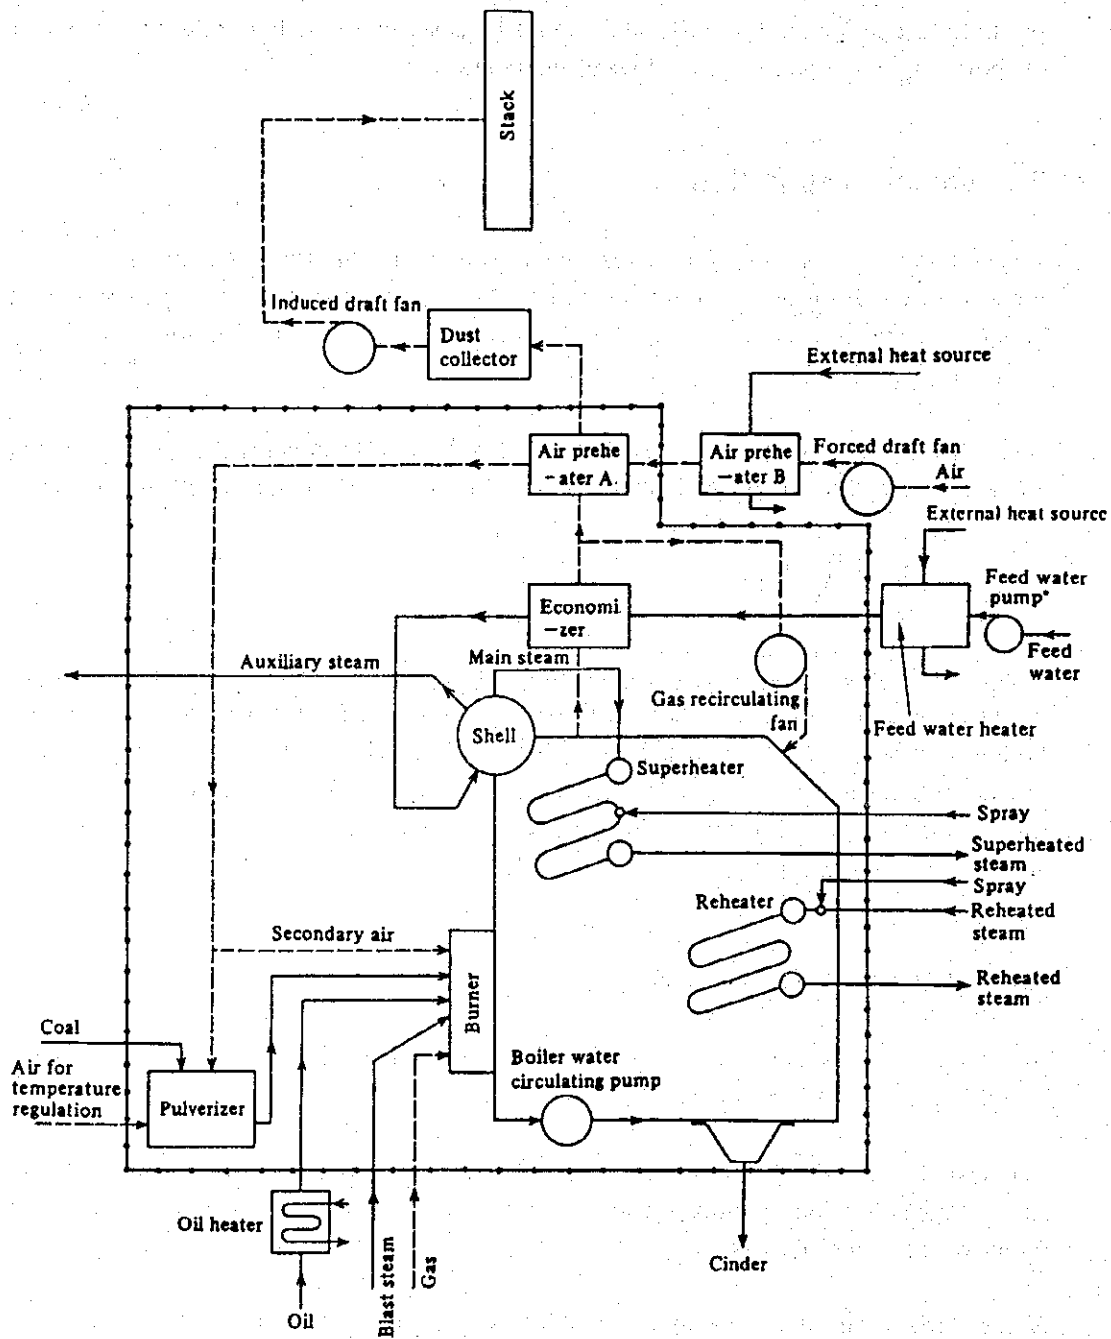 Stack
Induced draft fan
Dust
collector
External heat source
Air prehe
-ater A
Air prehe
-ater B
Forced draft fan
Air
External heat source
Feed water
pump*
Feed
water
Economi
-zer
Auxiliary steam
Main steam
Gas recirculating
fan
Feed water heater
Shell
Superheater
Spray
Superheated
steam
Spray
Reheater
Reheated
steam
Reheated
steam
Secondary air
Burner
Coal
Air for
temperature
regulation
Pulverizer
Boiler water
circulating pump
Oil heater
Oil
Blast steam
Gas
Cinder